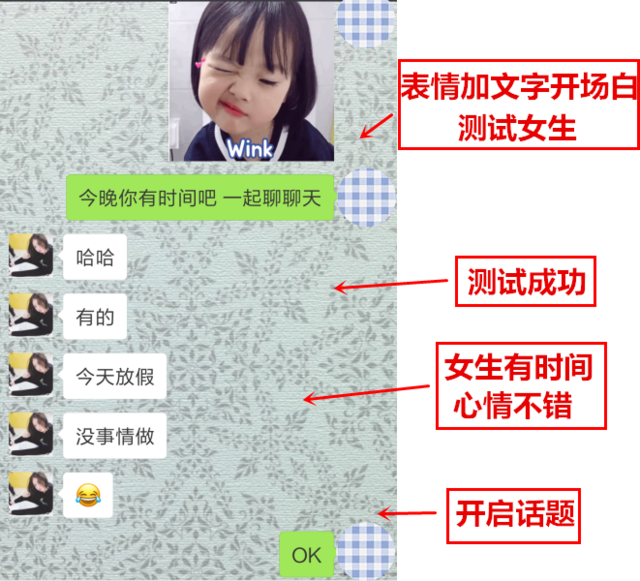 Wink
表情加文字开场白
测试女生
今晚你有时间吧 一起聊聊天
哈哈
测试成功
有的
今天放假
女生有时间
心情不错
没事情做
开启话题
OK